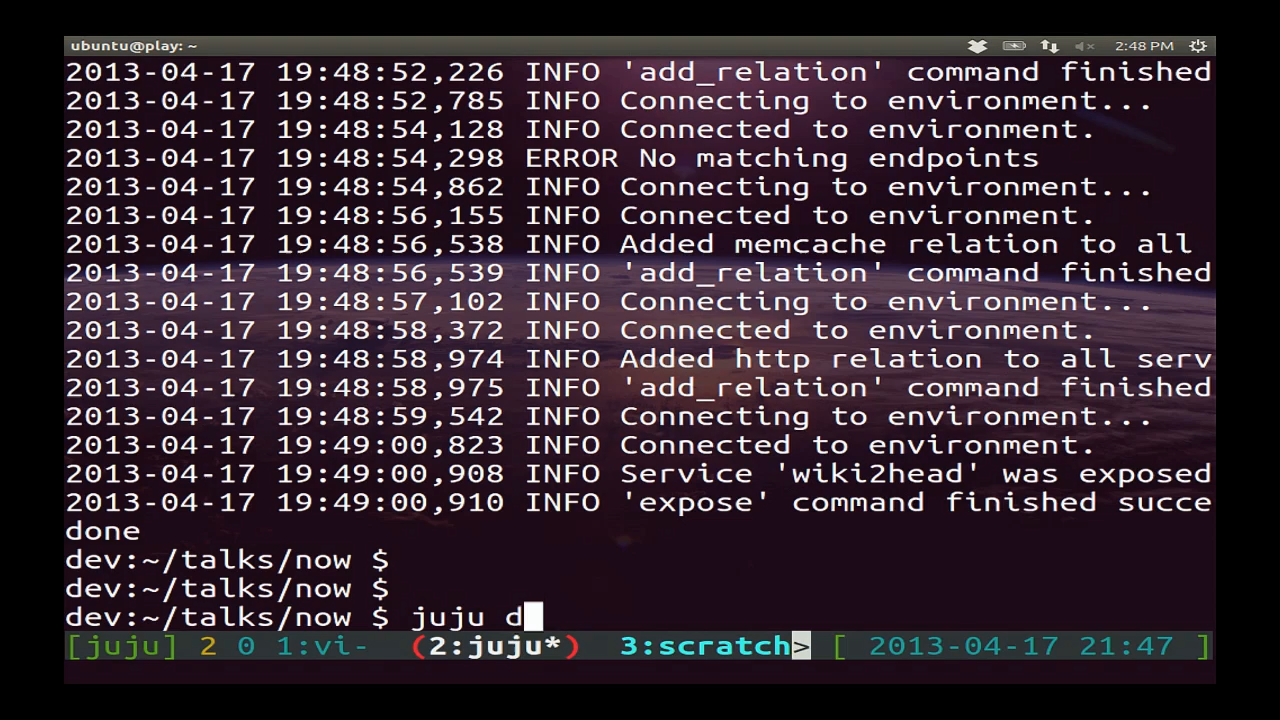 ubuntu@play: ~ 2:48 PM
2013-04-17 19:48:52,226 INFO 'add_relation' command finished
2013-04-17 19:48:52,785 INFO Connecting to environment...
2013-04-17 19:48:54,128 INFO Connected to environment.
2013-04-17 19:48:54,298 ERROR No matching endpoints
2013-04-17 19:48:54,862 INFO Connecting to environment...
2013-04-17 19:48:56,155 INFO Connected to environment.
2013-04-17 19:48:56,538 INFO Added memcache relation to all
2013-04-17 19:48:56,539 INFO 'add_relation' command finished
2013-04-17 19:48:57,102 INFO Connecting to environment...
2013-04-17 19:48:58,372 INFO Connected to environment.
2013-04-17 19:48:58,974 INFO Added http relation to all serv
2013-04-17 19:48:58,975 INFO 'add_relation' command finished
2013-04-17 19:48:59,542 INFO Connecting to environment...
2013-04-17 19:49:00,823 INFO Connected to environment.
2013-04-17 19:49:00,908 INFO Service 'wiki2head' was exposed
2013-04-17 19:49:00,910 INFO 'expose' command finished succe
done
dev:~/talks/now $
dev:~/talks/now $
dev:~/talks/now $ juju d
[juju] 2 0 1:vi- (2:juju*) 3:scratch> [ 2013-04-17 21:47 ]